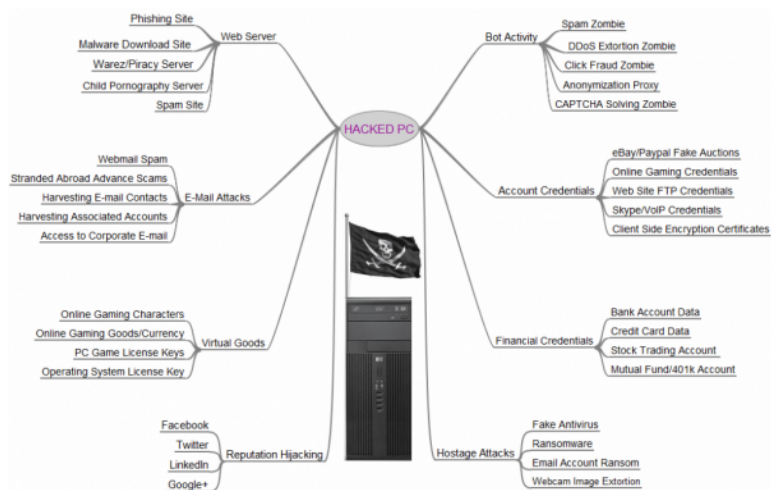 HACKED PC
Web Server
Phishing Site
Malware Download Site
Warez/Piracy Server
Child Pornography Server
Spam Site
E-Mail Attacks
Webmail Spam
Stranded Abroad Advance Scams
Harvesting E-mail Contacts
Harvesting Associated Accounts
Access to Corporate E-mail
Virtual Goods
Online Gaming Characters
Online Gaming Goods/Currency
PC Game License Keys
Operating System License Key
Reputation Hijacking
Facebook
Twitter
LinkedIn
Google+
Bot Activity
Spam Zombie
DDoS Extortion Zombie
Click Fraud Zombie
Anonymization Proxy
CAPTCHA Solving Zombie
Account Credentials
eBay/Paypal Fake Auctions
Online Gaming Credentials
Web Site FTP Credentials
Skype/VoIP Credentials
Client Side Encryption Certificates
Financial Credentials
Bank Account Data
Credit Card Data
Stock Trading Account
Mutual Fund/401k Account
Hostage Attacks
Fake Antivirus
Ransomware
Email Account Ransom
Webcam Image Extortion